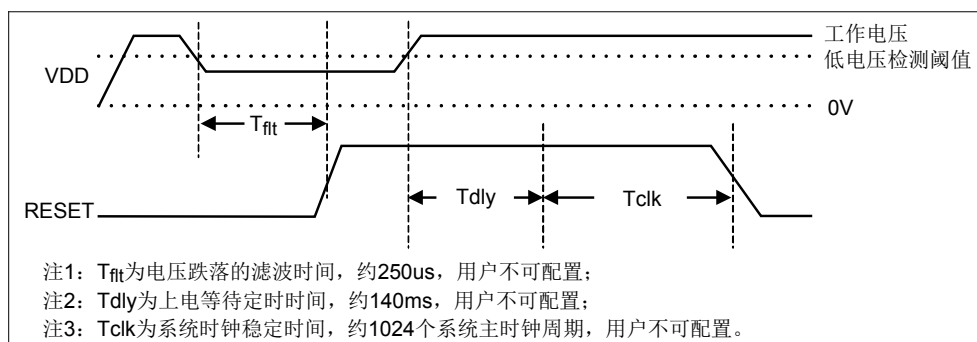 工作电压
低电压检测阈值
VDD
0V
Tflt
Tdly
Tclk
RESET
注1：Tflt为电压跌落的滤波时间，约250us，用户不可配置；
注2：Tdly为上电等待定时时间，约140ms，用户不可配置；
注3：Tclk为系统时钟稳定时间，约1024个系统主时钟周期，用户不可配置。